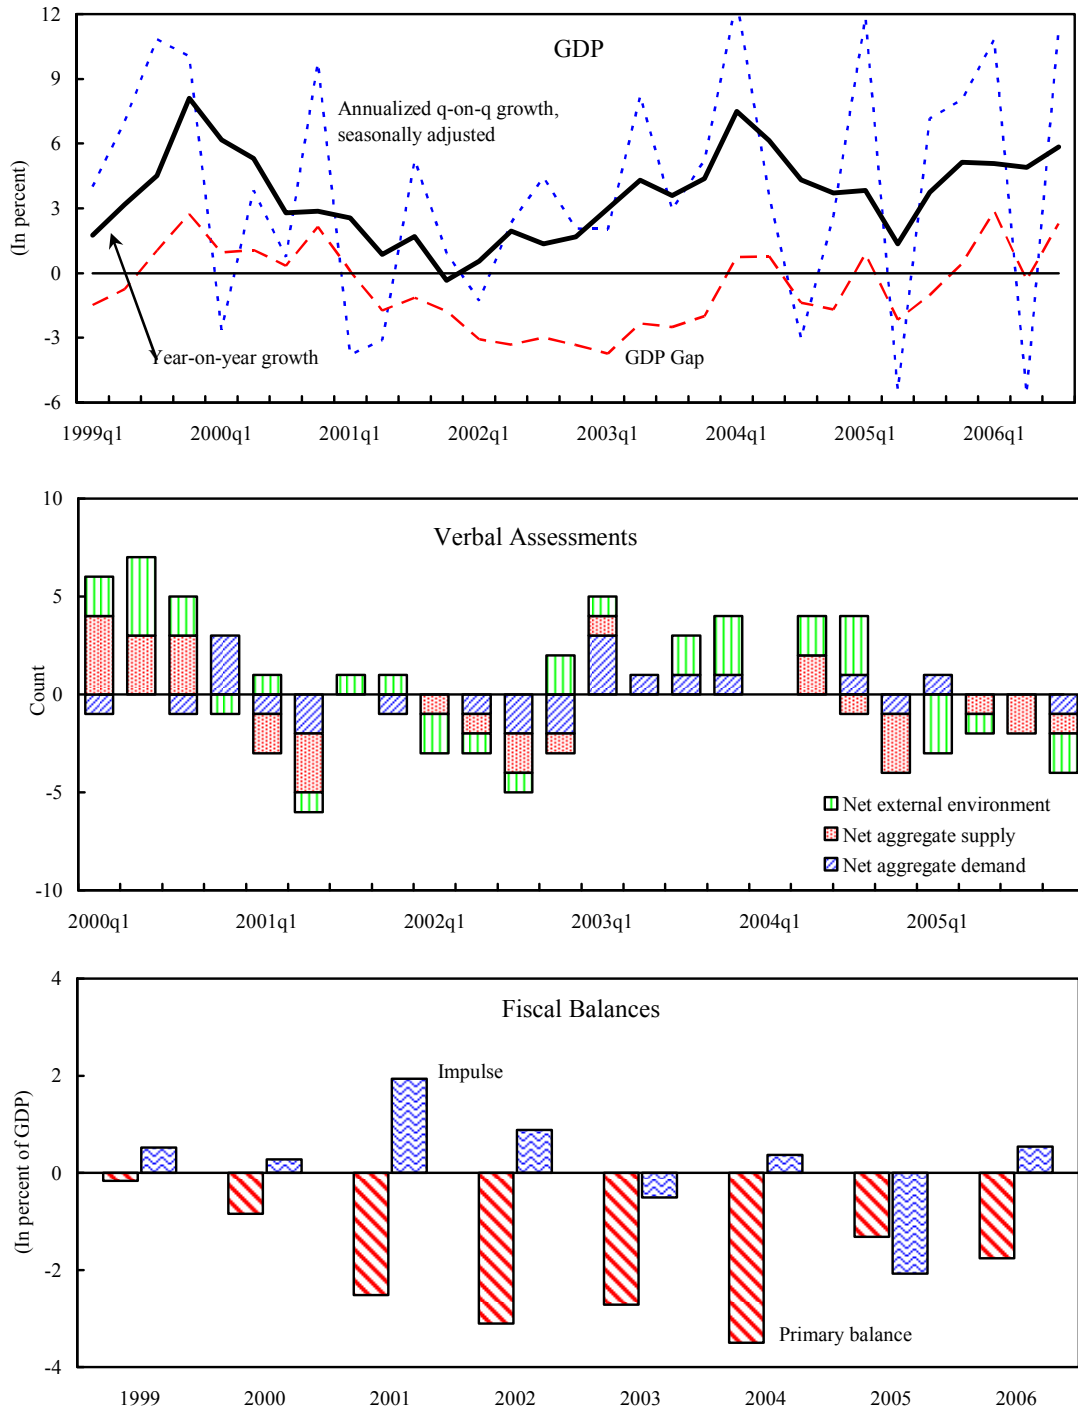 GDP
(In percent)
12
9
6
3
0
-3
-6
Annualized q-on-q growth,
seasonally adjusted
Year-on-year growth
GDP Gap
1999q1
2000q1
2001q1
2002q1
2003q1
2004q1
2005q1
2006q1
Verbal Assessments
Count
10
5
0
-5
-10
Net external environment
Net aggregate supply
Net aggregate demand
2000q1
2001q1
2002q1
2003q1
2004q1
2005q1
Fiscal Balances
(In percent of GDP)
4
2
0
-2
-4
Impulse
Primary balance
1999
2000
2001
2002
2003
2004
2005
2006